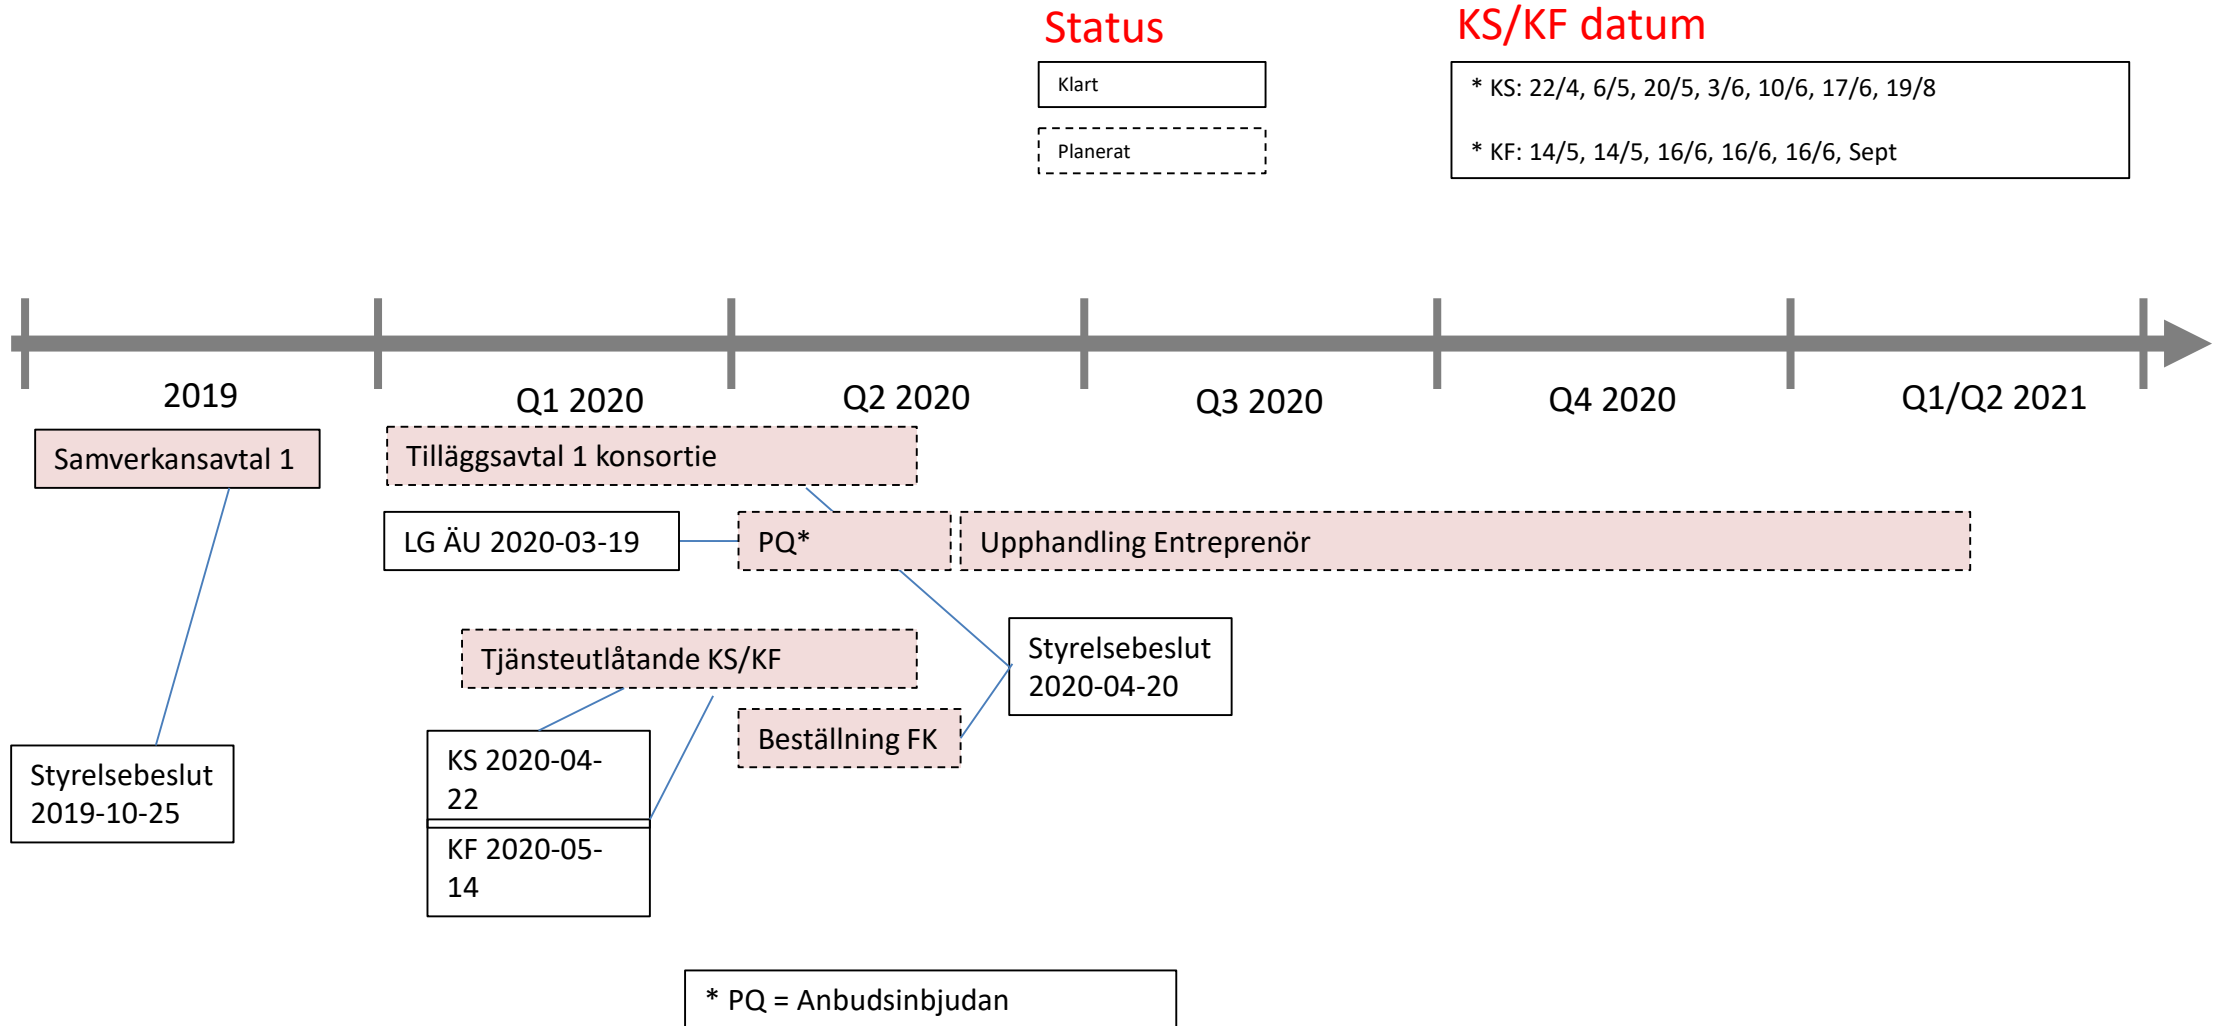 Status
KS/KF datum
Klart
Planerat
* KS: 22/4, 6/5, 20/5, 3/6, 10/6, 17/6, 19/8
* KF: 14/5, 14/5, 16/6, 16/6, 16/6, Sept
2019
Q1 2020
Q2 2020
Q3 2020
Q4 2020
Q1/Q2 2021
Samverkansavtal 1
Tilläggsavtal 1 konsortie
LG ÄU 2020-03-19
PQ*
Upphandling Entreprenör
Tjänsteutlåtande KS/KF
Styrelsebeslut
2020-04-20
Beställning FK
KS 2020-04-
22
Styrelsebeslut
2019-10-25
KF 2020-05-
14
* PQ = Anbudsinbjudan